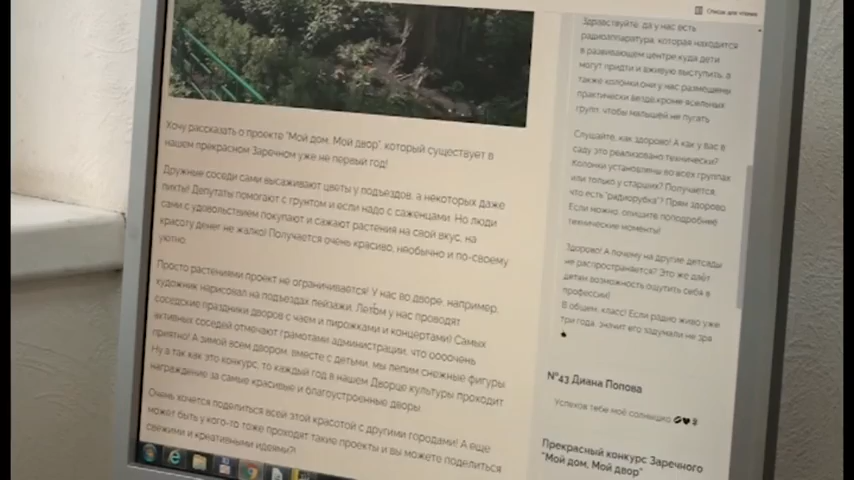 Список для чтения
Хочу рассказать о проекте "Мой дом, Мой двор", который существует в
нашем прекрасном Заречном уже не первый год!
Дружные соседи сами высаживают цветы у подъездов, а некоторых даже
пихты! Депутаты помогают с грунтом и если надо с саженцами. Но люди
сами с удовольствием покупают и сажают растения на свой вкус, на
красоту денег не жалко! Получается очень красиво, необычно и по-своему
уютно.
Просто растениями проект не ограничивается! У нас во дворе, например,
художник нарисовал на подъездах пейзажи. Летом у нас проводят
соседские праздники дворов с чаем и пирожками и концертами! Самых
активных соседей отмечают грамотами администрации, что оооочень
приятно! А зимой всем двором, вместе с детьми, мы лепим снежные фигуры.
Ну а так как это конкурс, то каждый год в нашем Дворце культуры проходит
награждение за самые красивые и благоустроенные дворы
Очень хочется поделиться всей этой красотой с другими городами! А еще
может быть у кого-то тоже проходят такие проекты и вы можете поделиться
свежими и креативными идеями?!
Здравствуйте, да у нас есть
радиоаппаратура, которая находится
в развивающем центре,куда дети
могут придти и вживую выступить, а
также колонки,они у нас размещены
практически везде,кроме ясельных
групп, чтобы малышей не пугать
Слушайте, как здорово! А как у вас в
саду это реализовано технически?
Колонки установлены во всех группах
или только у старших? Получается,
что есть "радиорубка"? Прям здорово.
Если можно, опишите поподробнее
технические моменты!
Здорово! А почему на другие детсады
не распространяется? Это же даёт
детям возможность ощутить себя в
профессии!
В общем, класс! Если радио живо уже
три года, значит его задумали не зря
№43 Диана Попова
Успехов тебе моё солнышко
Прекрасный конкурс Заречного
"Мой дом, Мой двор"